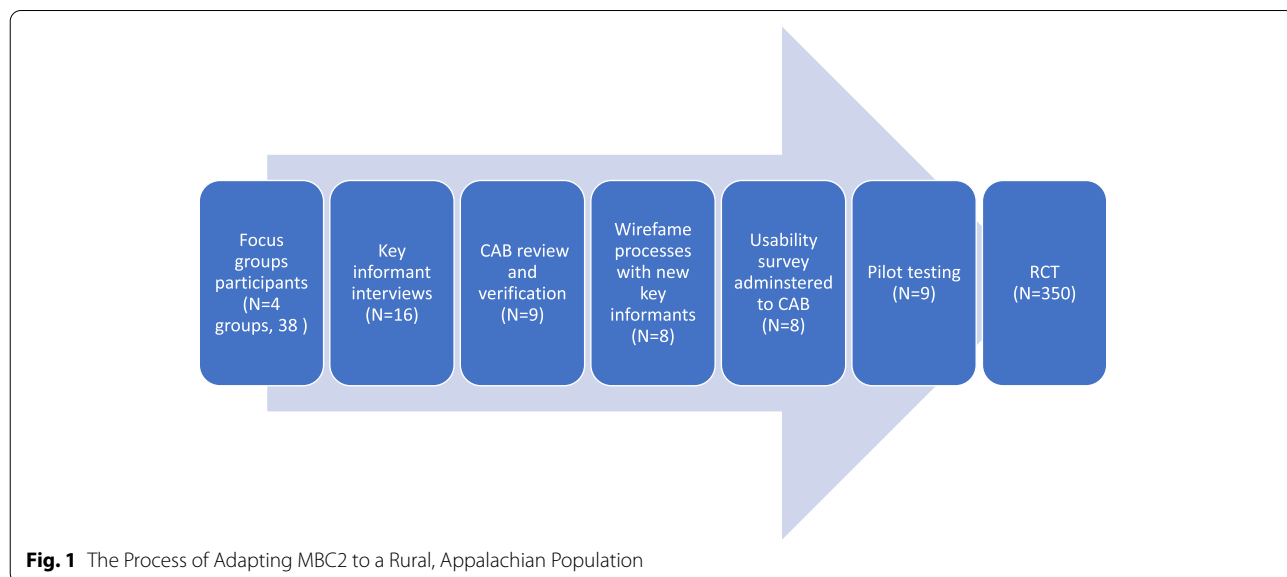 Focus
groups
participants
(N=4
groups, 38 )
Key
informant
interviews
(N=16)
CAB review
and
verification
(N=9)
Wirefame
processes
with new
key
informants
(N=8)
Usability
survey
adminstered
to CAB
(N=8)
Pilot testing
(N=9)
RCT
(N=350)
Fig. 1 The Process of Adapting MBC2 to a Rural, Appalachian Population